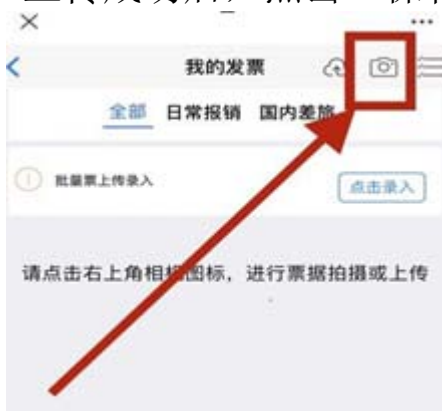 我的发票
全部 日常报销 国内差旅
批量票上传录入 点击录入
请点击右上角相机图标，进行票据拍摄或上传